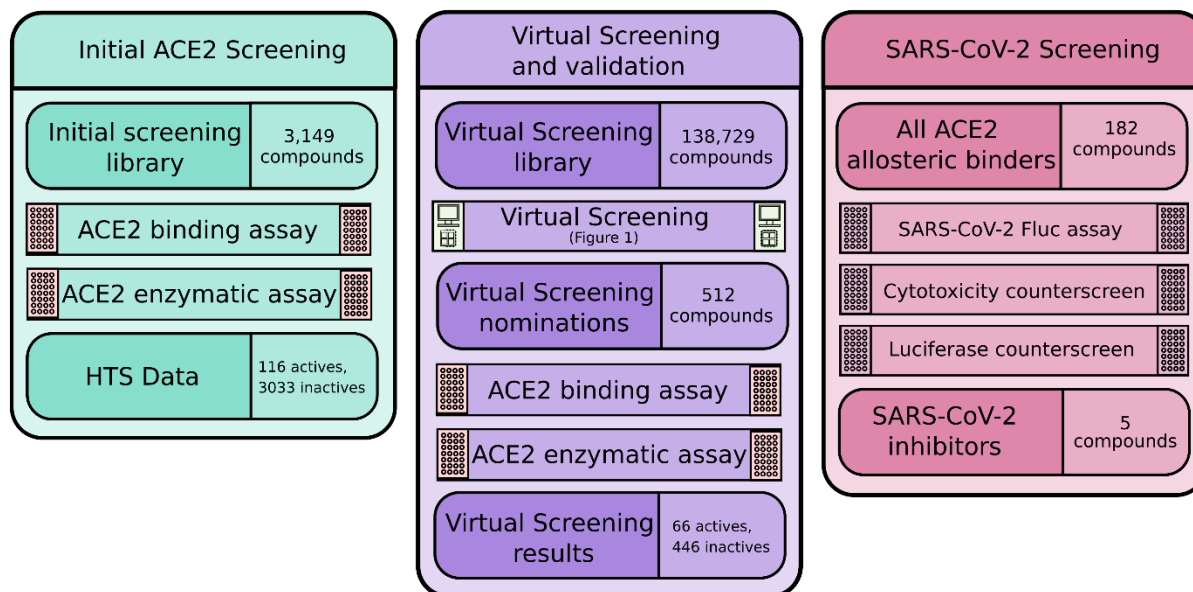 Initial ACE2 Screening
Initial screening
library
3,149
compounds
ACE2 binding assay
ACE2 enzymatic assay
HTS Data
116 actives,
3033 inactives
Virtual Screening
and validation
Virtual Screening
library
138,729
compounds
Virtual Screening
(Figure 1)
Virtual Screening
nominations
512
compounds
ACE2 binding assay
ACE2 enzymatic assay
Virtual Screening
results
66 actives,
446 inactives
SARS-CoV-2 Screening
All ACE2
allosteric binders
182
compounds
SARS-CoV-2 Fluc assay
Cytotoxicity counterscreen
Luciferase counterscreen
SARS-CoV-2
inhibitors
5
compounds